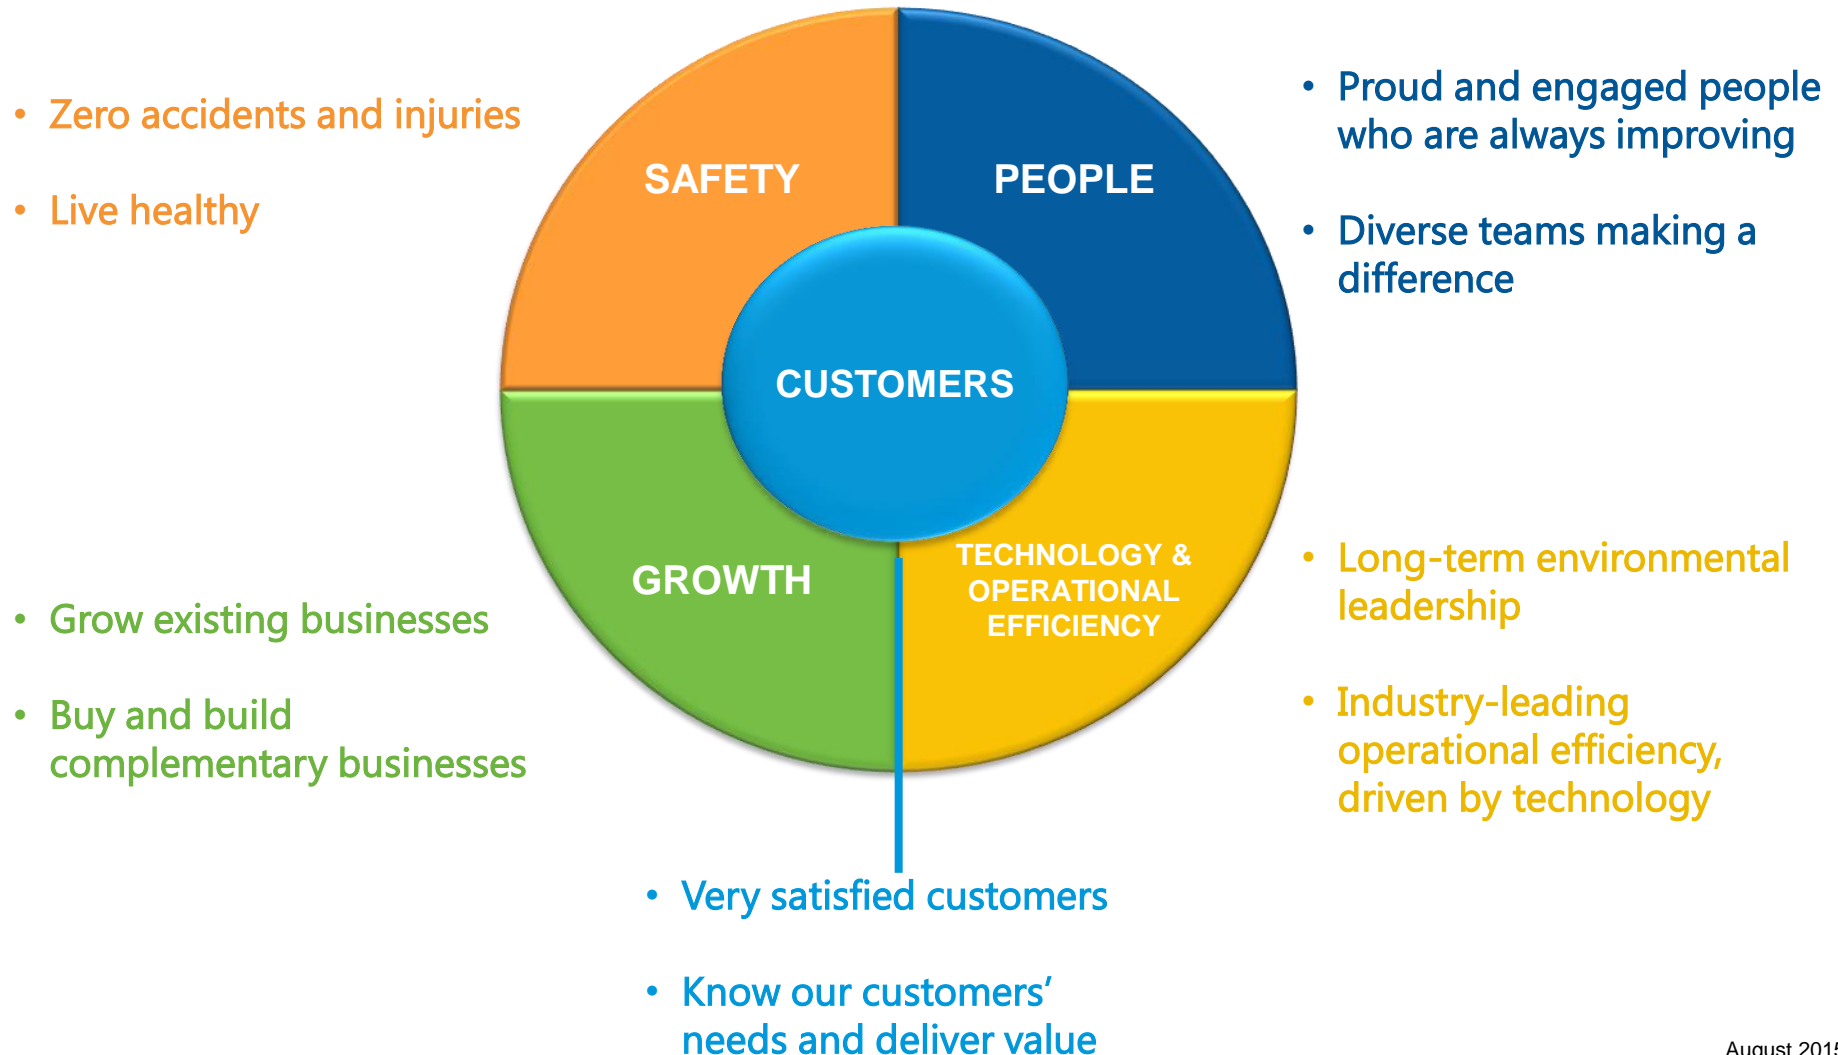 • Zero accidents and injuries
• Live healthy
SAFETY
PEOPLE
• Proud and engaged people
who are always improving
• Diverse teams making a
difference
CUSTOMERS
GROWTH
TECHNOLOGY &
OPERATIONAL
EFFICIENCY
• Grow existing businesses
• Buy and build
complementary businesses
• Long-term environmental
leadership
• Industry-leading
operational efficiency,
driven by technology
• Very satisfied customers
• Know our customers’
needs and deliver value
August 2015